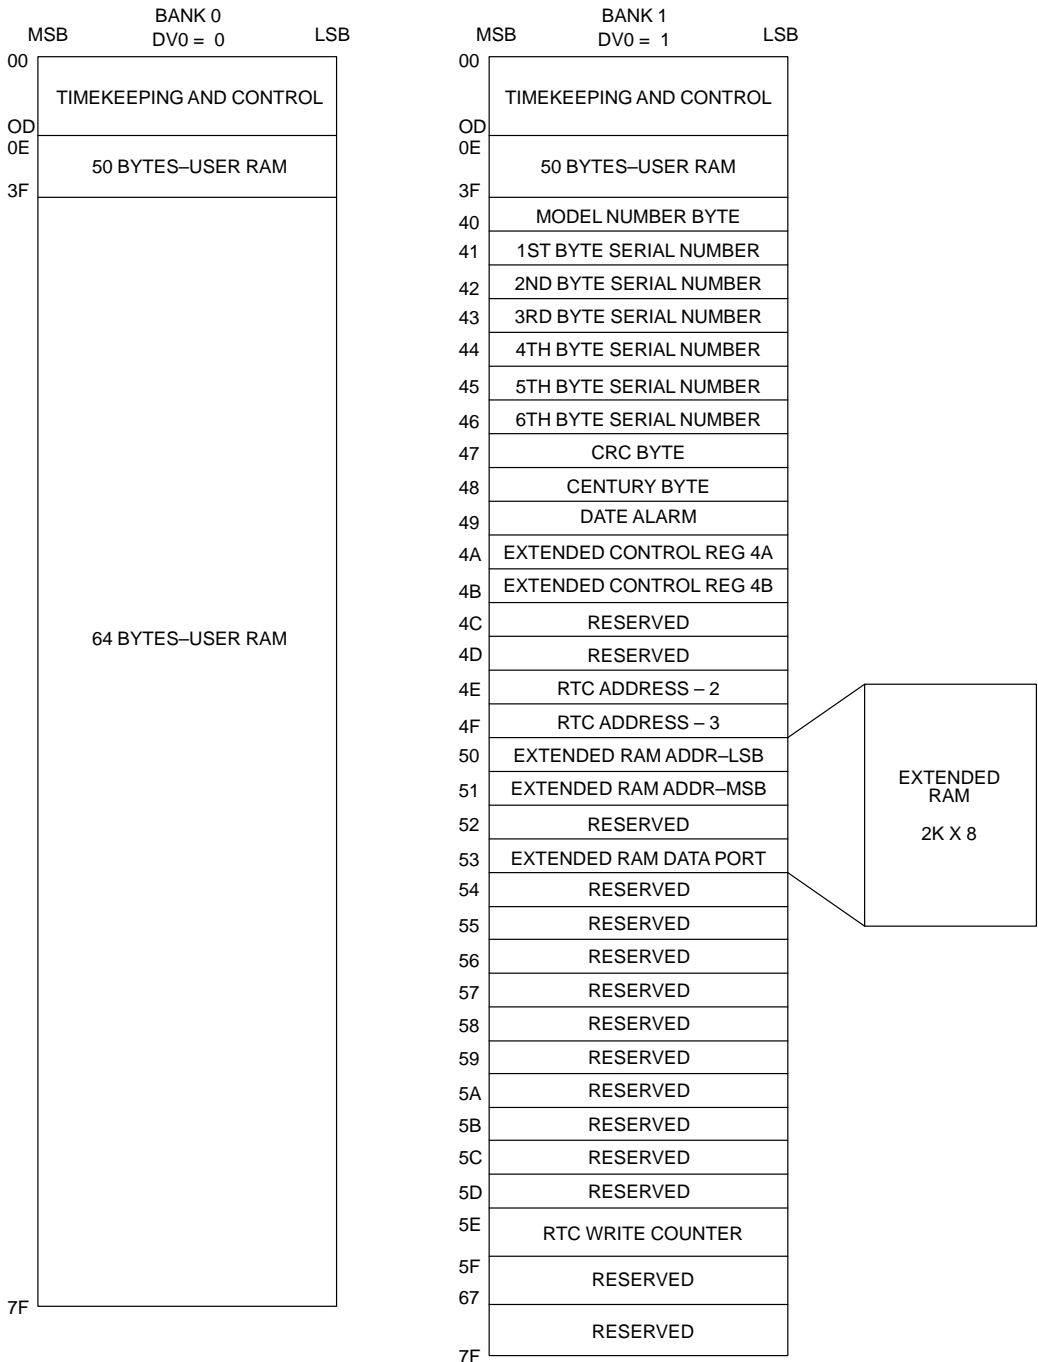 BANK 0
MSB DV0 = 0 LSB
00
TIMEKEEPING AND CONTROL
OD
0E
50 BYTES–USER RAM
3F
64 BYTES–USER RAM
7F
BANK 1
MSB DV0 = 1 LSB
00
TIMEKEEPING AND CONTROL
OD
0E
50 BYTES–USER RAM
3F
40 MODEL NUMBER BYTE
41 1ST BYTE SERIAL NUMBER
42 2ND BYTE SERIAL NUMBER
43 3RD BYTE SERIAL NUMBER
44 4TH BYTE SERIAL NUMBER
45 5TH BYTE SERIAL NUMBER
46 6TH BYTE SERIAL NUMBER
47 CRC BYTE
48 CENTURY BYTE
49 DATE ALARM
4A EXTENDED CONTROL REG 4A
4B EXTENDED CONTROL REG 4B
4C RESERVED
4D RESERVED
4E RTC ADDRESS – 2
4F RTC ADDRESS – 3
50 EXTENDED RAM ADDR–LSB
51 EXTENDED RAM ADDR–MSB
52 RESERVED
53 EXTENDED RAM DATA PORT
54 RESERVED
55 RESERVED
56 RESERVED
57 RESERVED
58 RESERVED
59 RESERVED
5A RESERVED
5B RESERVED
5C RESERVED
5D RESERVED
5E RTC WRITE COUNTER
5F
RESERVED
67
RESERVED
7F
EXTENDED
RAM
2K X 8